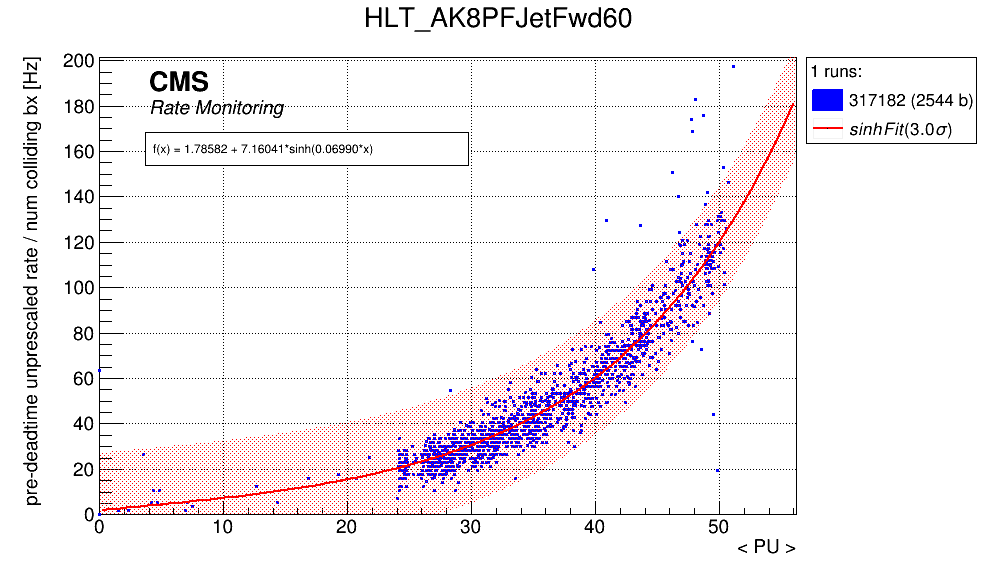 HLT_AK8PFJetFwd60
pre-deadtime unprescaled rate / num colliding bx [Hz]
CMS
Rate Monitoring
f(x) = 1.78582 + 7.16041*sinh(0.06990*x)
1 runs:
317182 (2544 b)
sinhFit(3.0σ)
200
180
160
140
120
100
80
60
40
20
0
0 10 20 30 40 50
< PU >